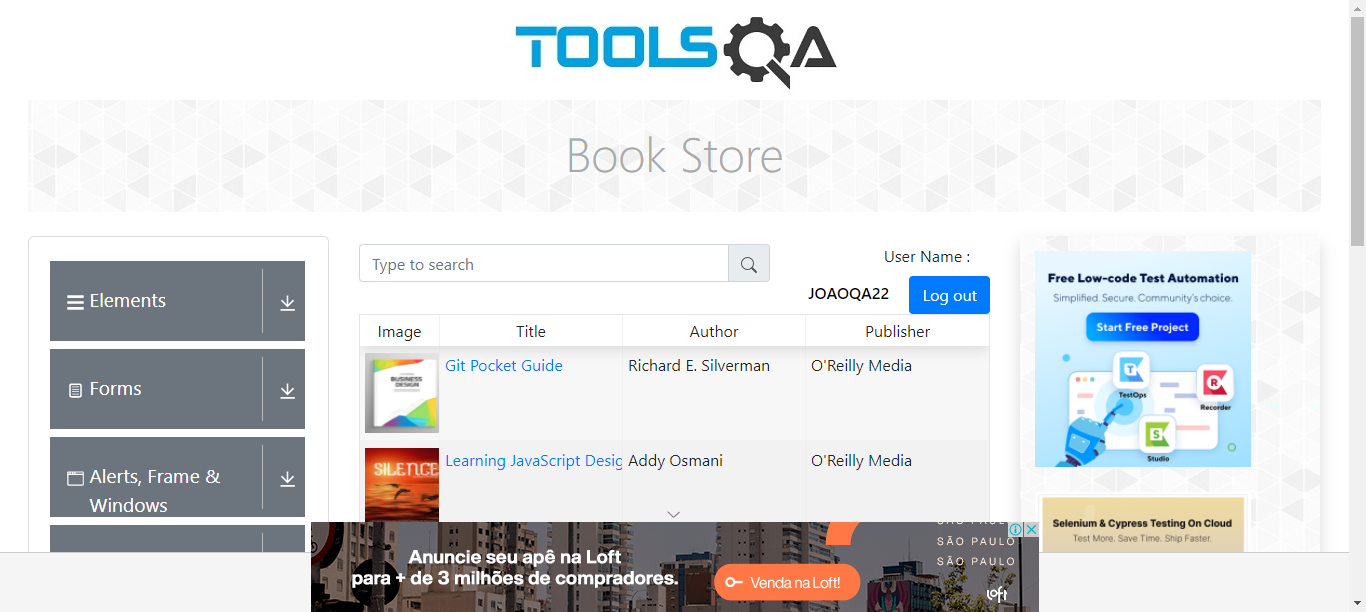 TOOLSQA
Book Store
Elements
Forms
Alerts, Frame &
Windows
Type to search
User Name :
JOAOQA22
Log out
Image Title Author Publisher
BUSINESS
DESIGN
Git Pocket Guide Richard E. Silverman O'Reilly Media
SILENCE
Learning JavaScript Desig Addy Osmani O'Reilly Media
Free Low-code Test Automation
Simplified. Secure. Community's choice.
Start Free Project
TestOps
Recorder
Studio
Selenium & Cypress Testing On Cloud
Test More. Save Time. Ship Faster.
Anuncie seu apê na Loft
para + de 3 milhões de compradores.
Venda na Loft!
SÃO PAULO
SÃO PAULO
SÃO PAULO
loft